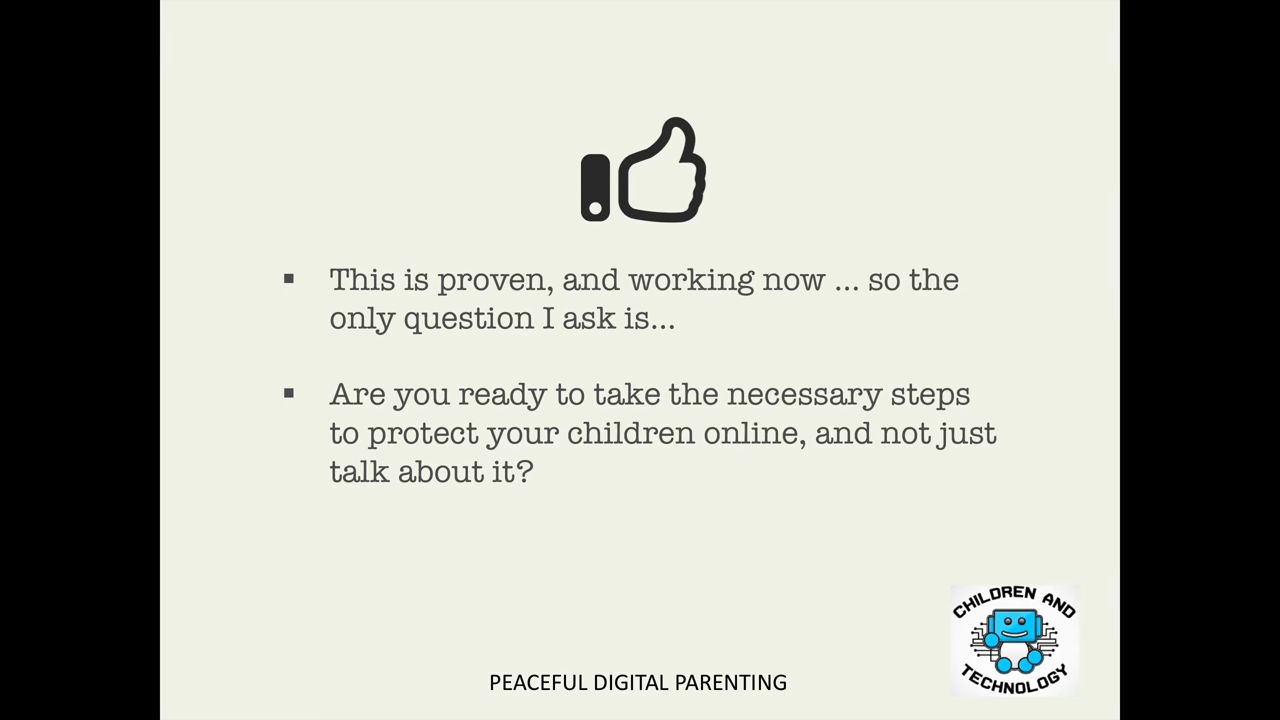 ▪ This is proven, and working now ... so the
only question I ask is...
▪ Are you ready to take the necessary steps
to protect your children online, and not just
talk about it?
CHILDREN AND
TECHNOLOGY
PEACEFUL DIGITAL PARENTING